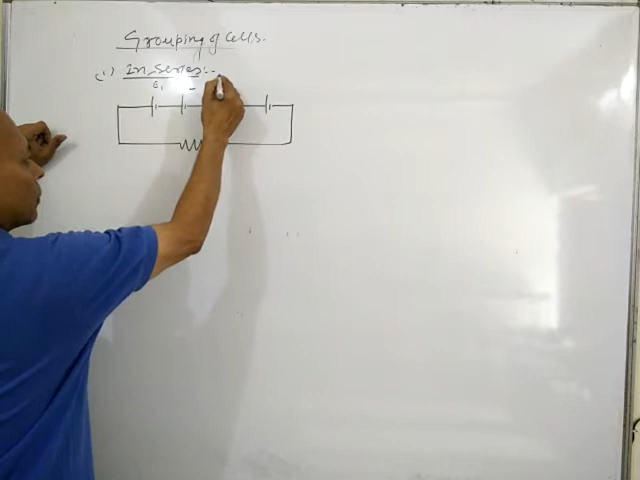 Grouping of Cells.
(i) In series:-
E₁